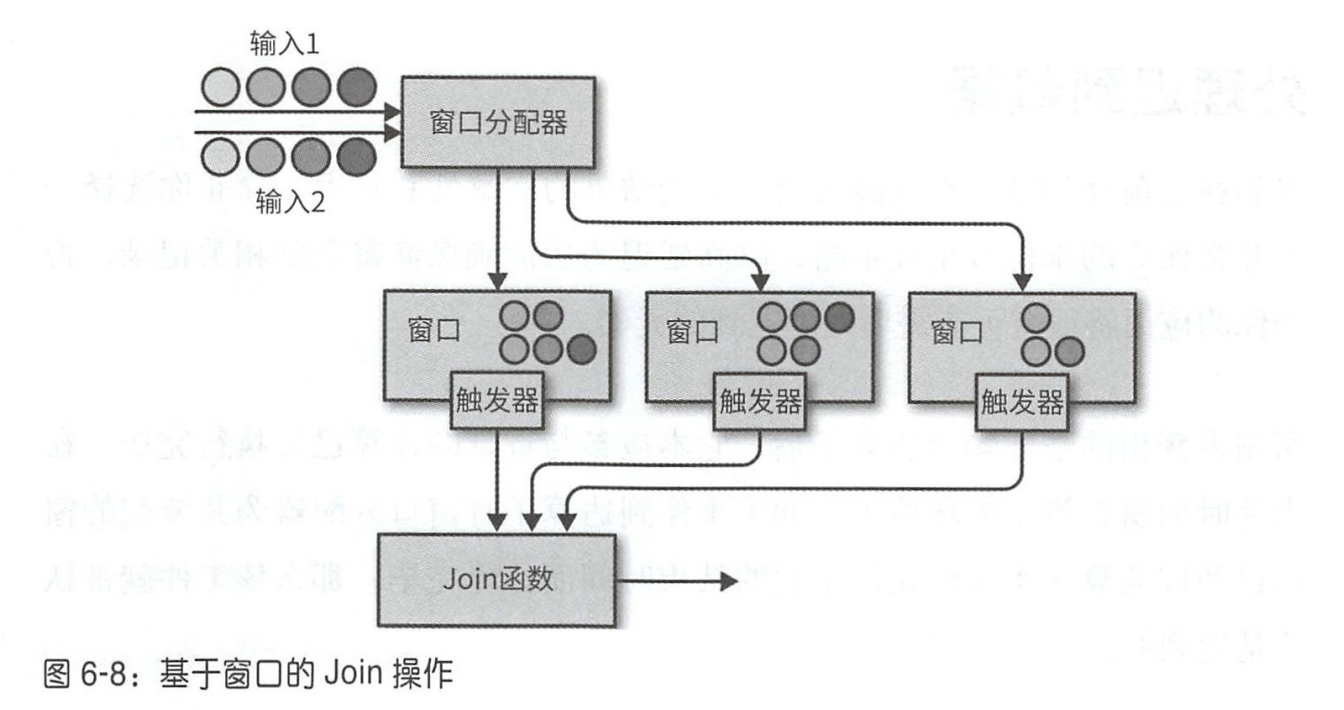 输入1
窗口分配器
输入2
窗口
窗口
窗口
触发器
触发器
触发器
Join函数
图 6-8：基于窗口的 Join 操作